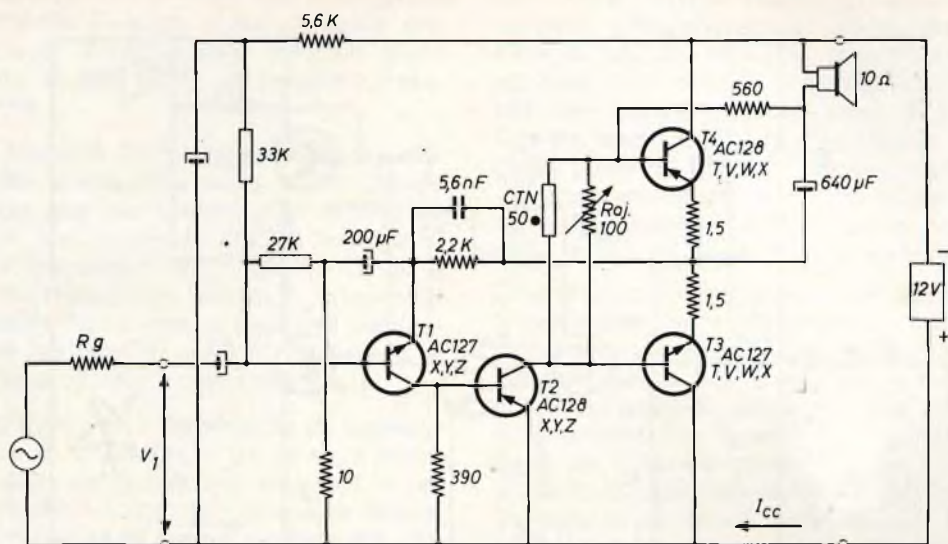 5,6 K
560
10 Ω
T4
AC128
T, V, W, X
33K
5,6 nF
CTN
50
Raj.
100
640 µF
1,5
27K
200 µF
2,2 K
12V
−
+
1,5
Rg
T1
AC127
X,Y,Z
T3
AC127
T, V, W, X
T2
AC128
X,Y,Z
V1
10
390
Icc